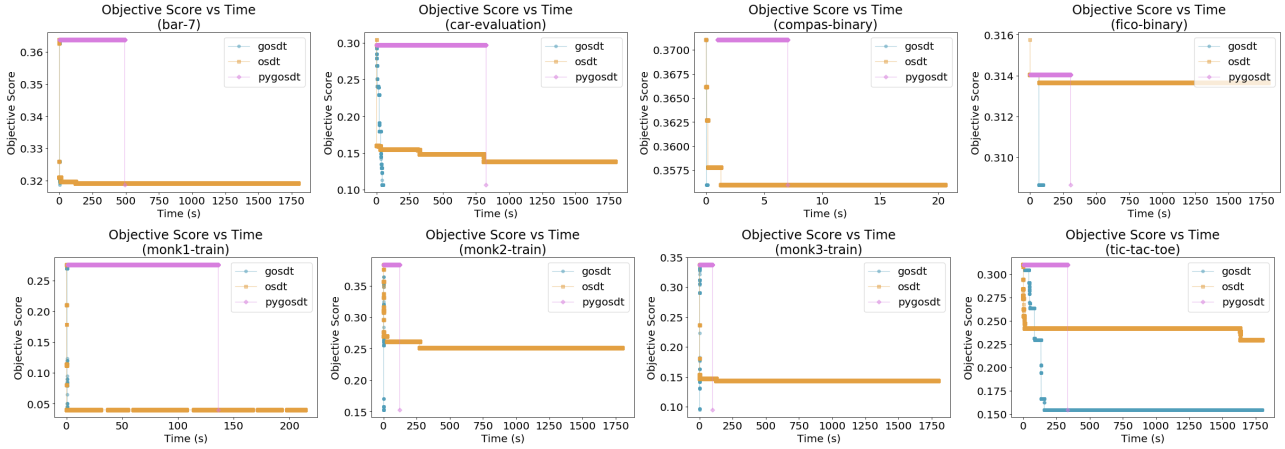 Objective Score vs Time
(bar-7)
Objective Score
0.36
0.35
0.34
0.33
0.32
0
250
500
750
1000
1250
1500
1750
Time (s)
gosdt
osdt
pygosdt
Objective Score vs Time
(car-evaluation)
Objective Score
0.30
0.25
0.20
0.15
0.10
0
250
500
750
1000
1250
1500
1750
Time (s)
gosdt
osdt
pygosdt
Objective Score vs Time
(compas-binary)
Objective Score
0.3700
0.3675
0.3650
0.3625
0.3600
0.3575
0
5
10
15
20
Time (s)
gosdt
osdt
pygosdt
Objective Score vs Time
(fico-binary)
Objective Score
0.316
0.314
0.312
0.310
0
250
500
750
1000
1250
1500
1750
Time (s)
gosdt
osdt
pygosdt
Objective Score vs Time
(monk1-train)
Objective Score
0.25
0.20
0.15
0.10
0.05
0
50
100
150
200
Time (s)
gosdt
osdt
pygosdt
Objective Score vs Time
(monk2-train)
Objective Score
0.35
0.30
0.25
0.20
0.15
0
250
500
750
1000
1250
1500
1750
Time (s)
gosdt
osdt
pygosdt
Objective Score vs Time
(monk3-train)
Objective Score
0.35
0.30
0.25
0.20
0.15
0.10
0
250
500
750
1000
1250
1500
1750
Time (s)
gosdt
osdt
pygosdt
Objective Score vs Time
(tic-tac-toe)
Objective Score
0.300
0.275
0.250
0.225
0.200
0.175
0.150
0
250
500
750
1000
1250
1500
1750
Time (s)
gosdt
osdt
pygosdt